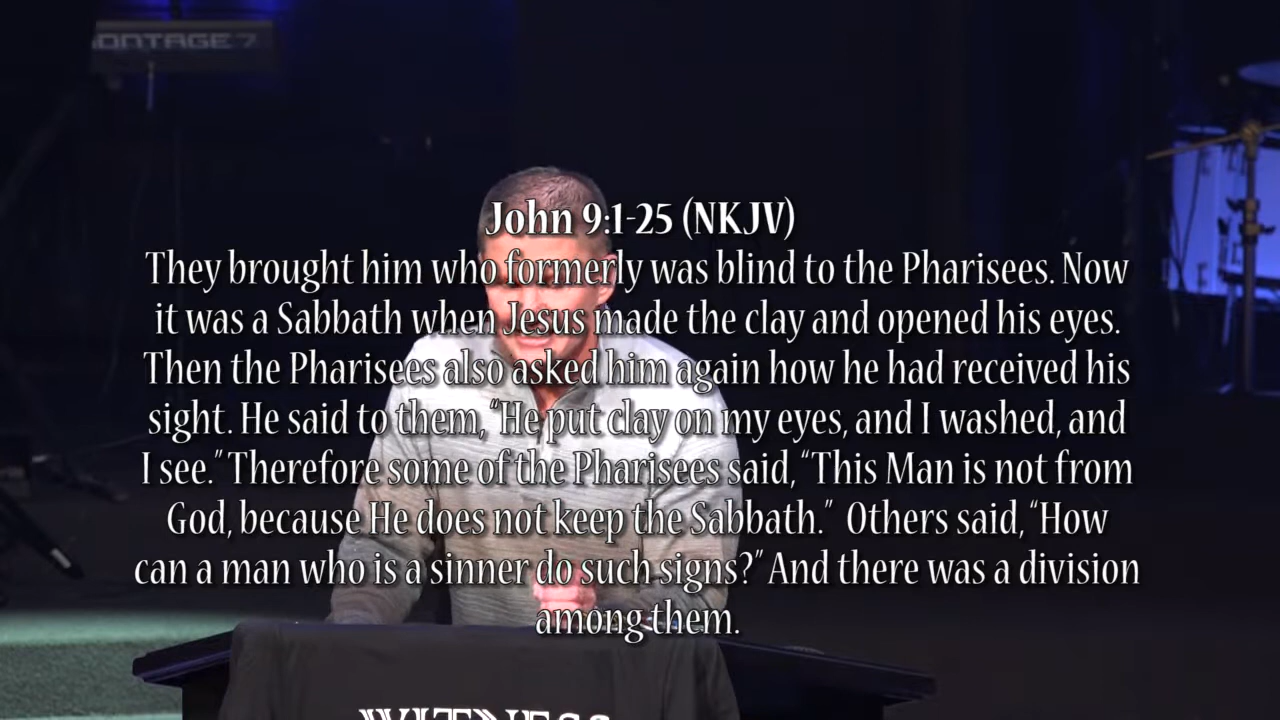 ONTAGE 7
John 9:1-25 (NKJV)
They brought him who formerly was blind to the Pharisees. Now
it was a Sabbath when Jesus made the clay and opened his eyes.
Then the Pharisees also asked him again how he had received his
sight. He said to them, “He put clay on my eyes, and I washed, and
I see.” Therefore some of the Pharisees said, “This Man is not from
God, because He does not keep the Sabbath.” Others said, “How
can a man who is a sinner do such signs?” And there was a division
among them.
WITNESS